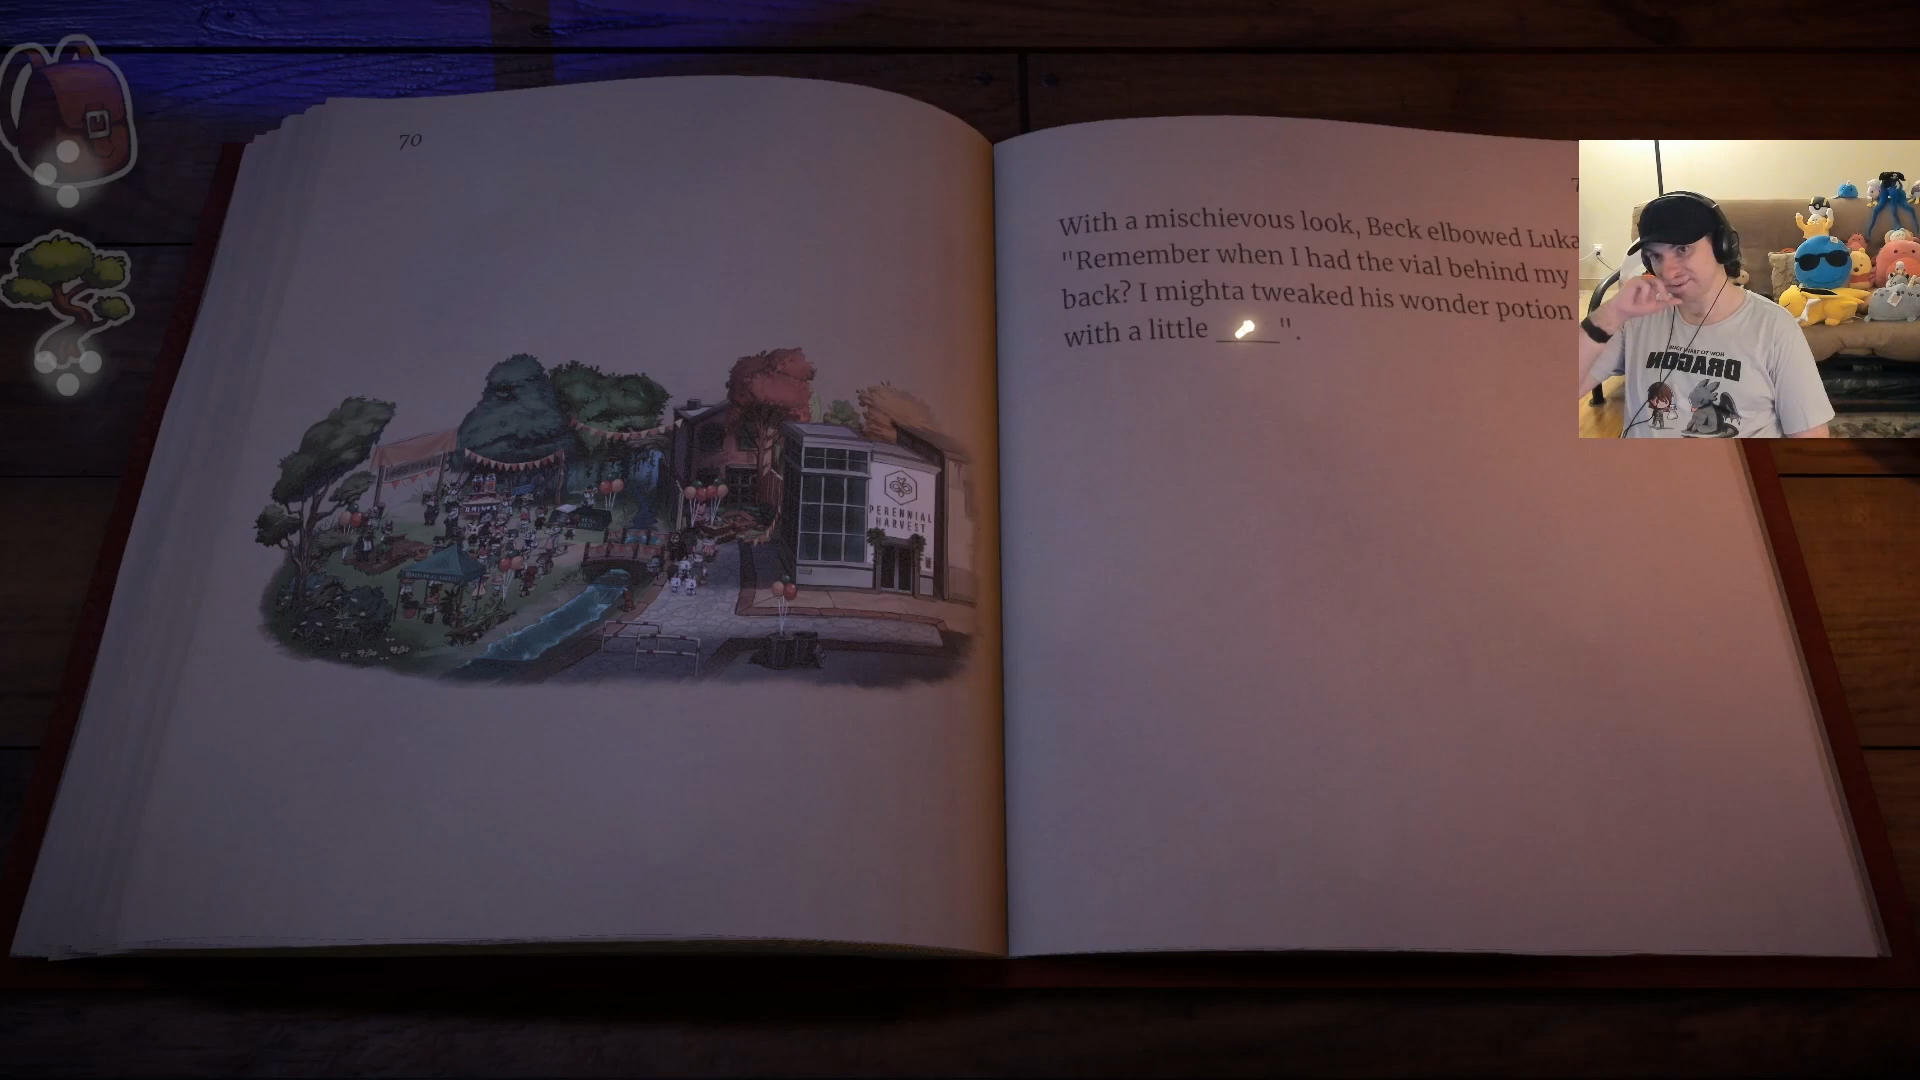 70
With a mischievous look, Beck elbowed Luka
"Remember when I had the vial behind my
back? I mighta tweaked his wonder potion
with a little ____".
PERENNIAL
HARVEST
DRAGON